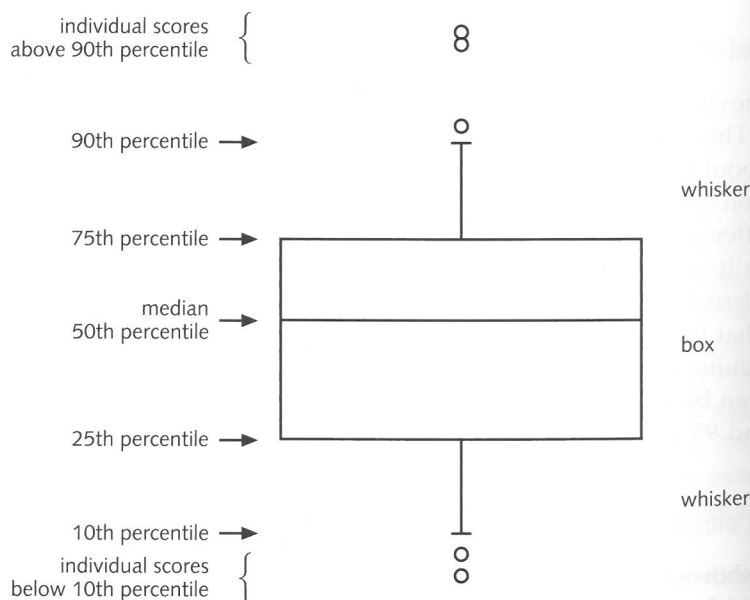 individual scores
above 90th percentile
90th percentile
whisker
75th percentile
median
50th percentile
box
25th percentile
whisker
10th percentile
individual scores
below 10th percentile